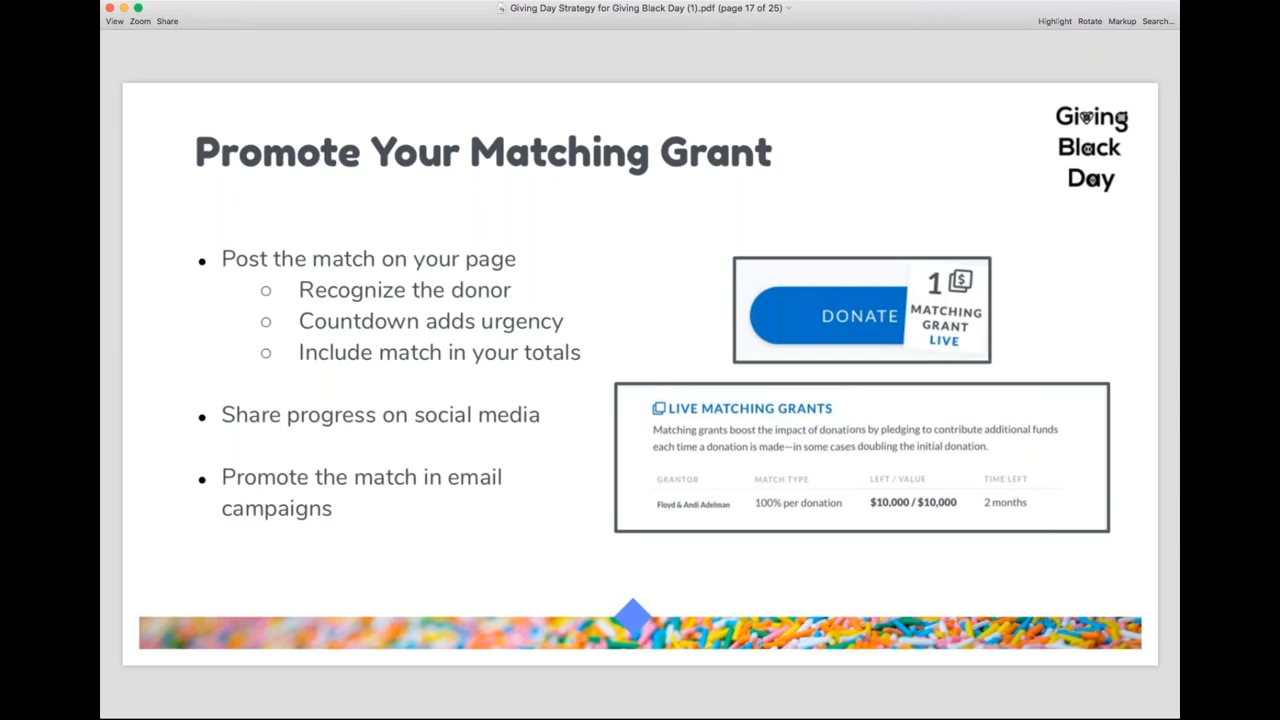 Giving Day Strategy for Giving Black Day (1).pdf (page 17 of 25)
View Zoom Share
Highlight Rotate Markup Search...
Giving
Black
Day
Promote Your Matching Grant
• Post the match on your page
○ Recognize the donor
○ Countdown adds urgency
○ Include match in your totals
• Share progress on social media
• Promote the match in email
campaigns
DONATE
1
MATCHING
GRANT
LIVE
LIVE MATCHING GRANTS
Matching grants boost the impact of donations by pledging to contribute additional funds
each time a donation is made—in some cases doubling the initial donation.
GRANTOR MATCH TYPE LEFT / VALUE TIME LEFT
Floyd & Andi Adelman 100% per donation $10,000 / $10,000 2 months